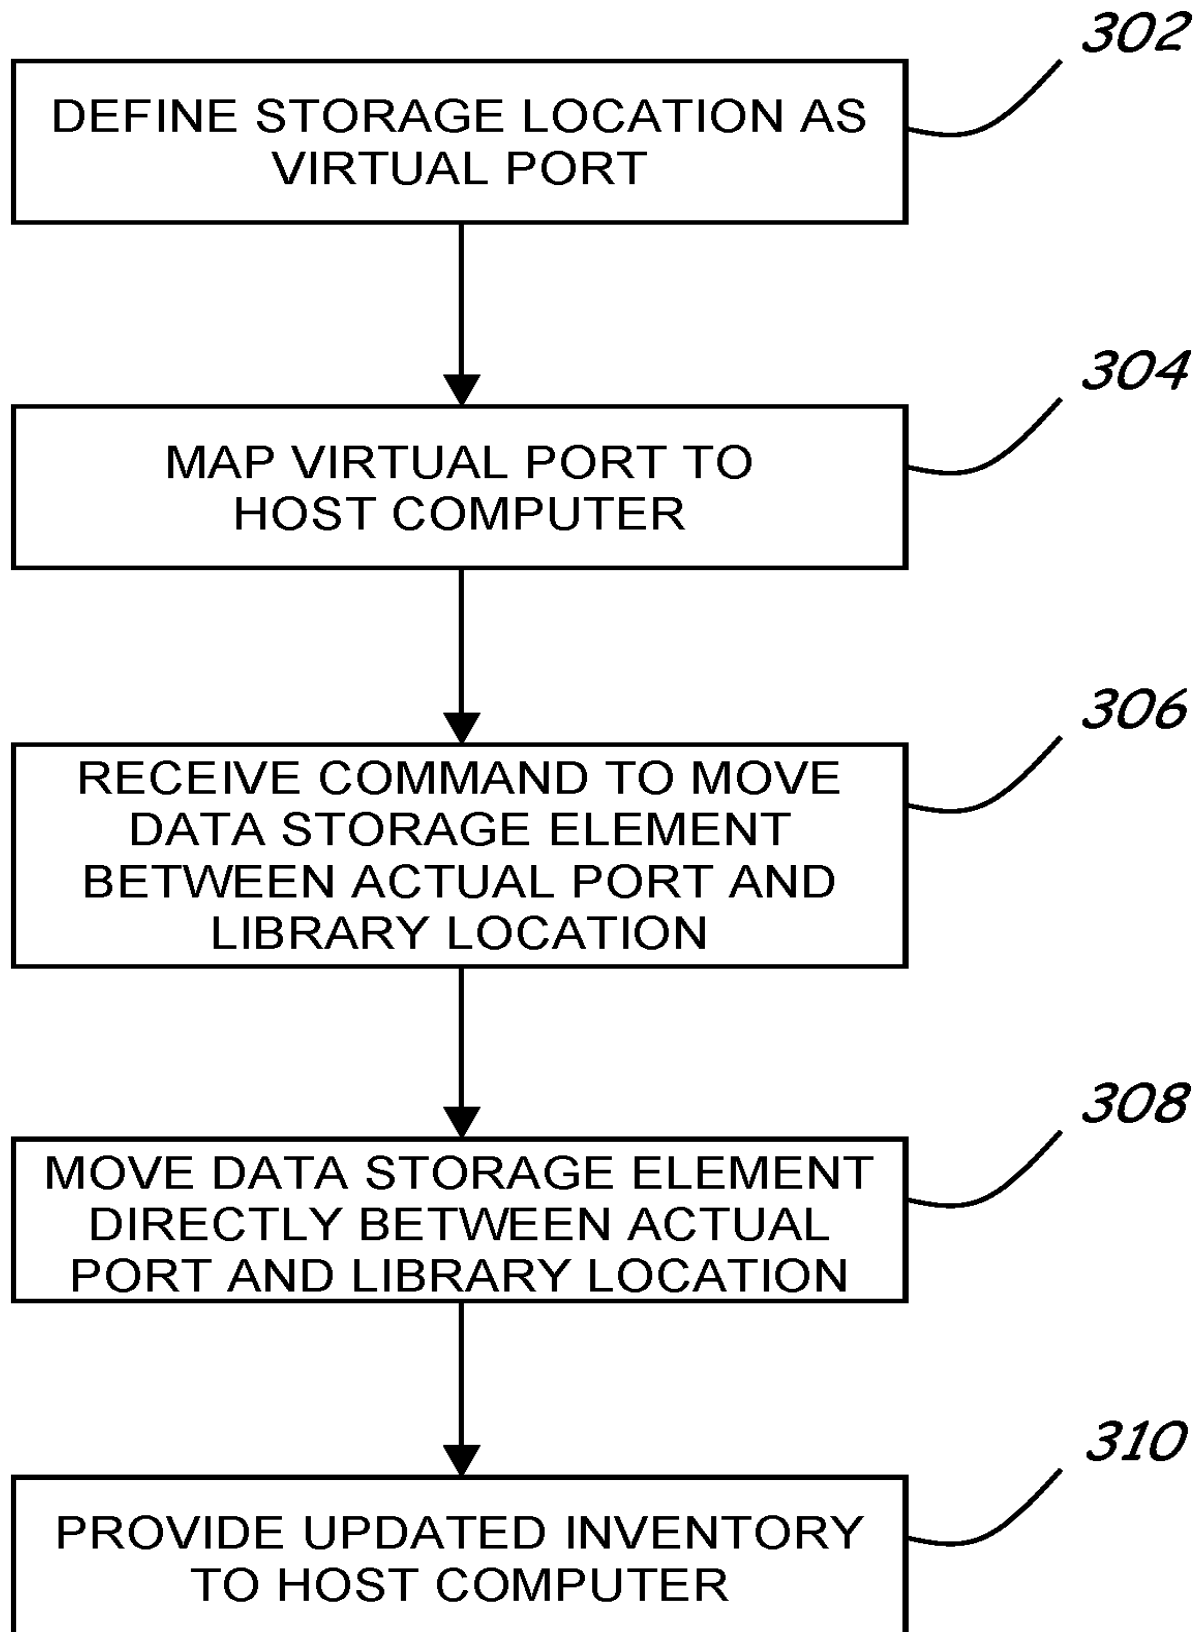 302
DEFINE STORAGE LOCATION AS
VIRTUAL PORT
304
MAP VIRTUAL PORT TO
HOST COMPUTER
306
RECEIVE COMMAND TO MOVE
DATA STORAGE ELEMENT
BETWEEN ACTUAL PORT AND
LIBRARY LOCATION
308
MOVE DATA STORAGE ELEMENT
DIRECTLY BETWEEN ACTUAL
PORT AND LIBRARY LOCATION
310
PROVIDE UPDATED INVENTORY
TO HOST COMPUTER